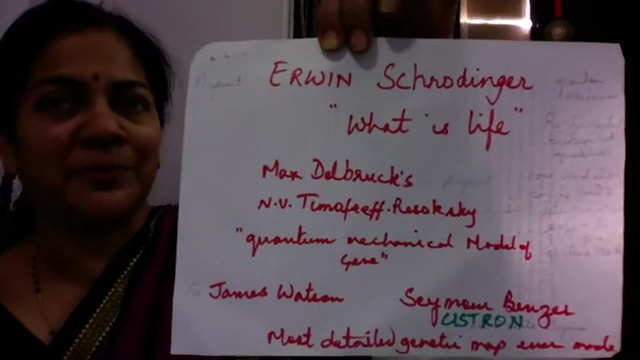 ERWIN Schrodinger
"What is life"
Max Delbruck's
N.V. Timofeeff-Resoksky
"quantum mechanical Model of
Gene"
James Watson Seymour Benzer
CISTRON
Most detailed genetic map ever made